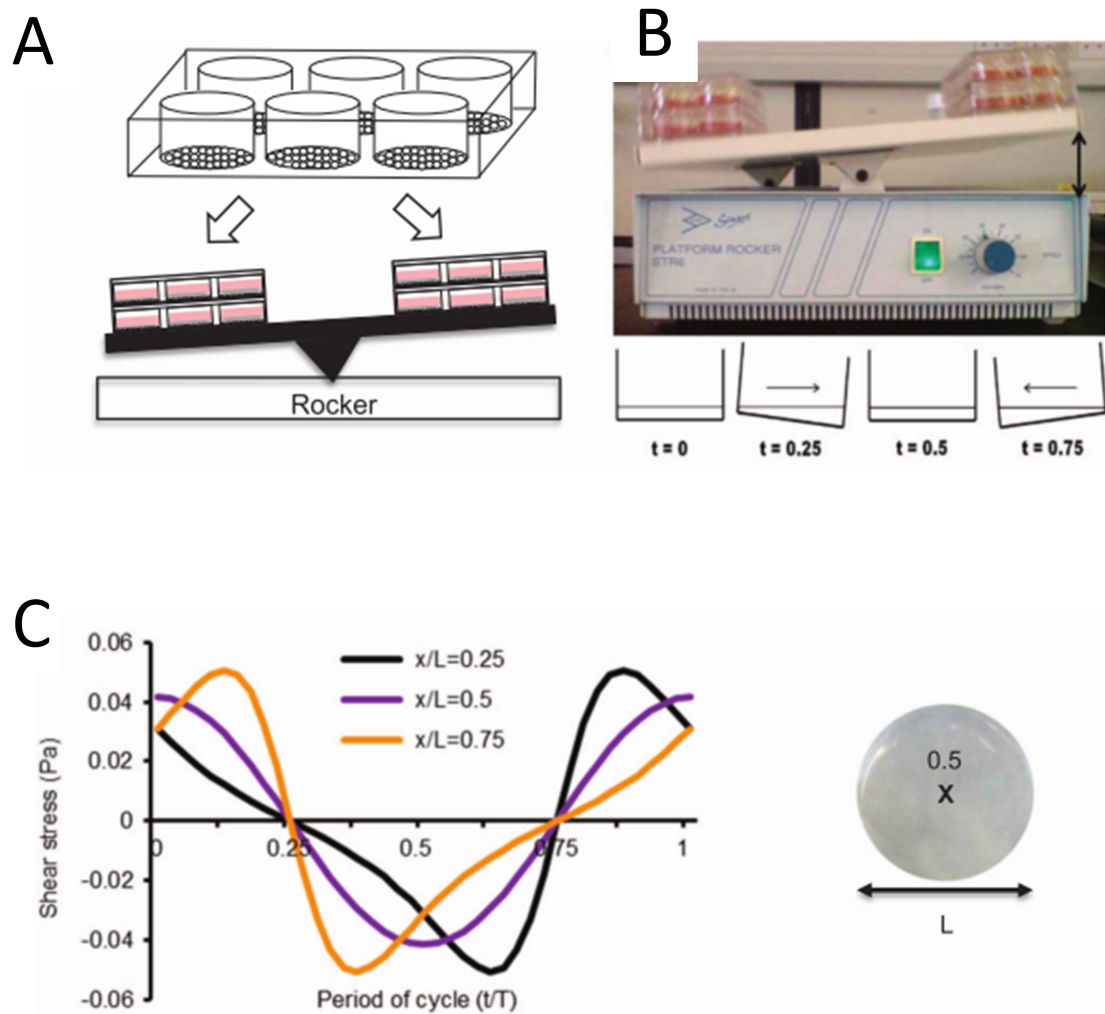 A
B
Rocker
PLATFORM ROCKER
STR6
t = 0
t = 0.25
t = 0.5
t = 0.75
C
Shear stress (Pa)
0.06
0.04
0.02
0
-0.02
-0.04
-0.06
0
0.25
0.5
0.75
1
Period of cycle (t/T)
x/L=0.25
x/L=0.5
x/L=0.75
0.5
X
L